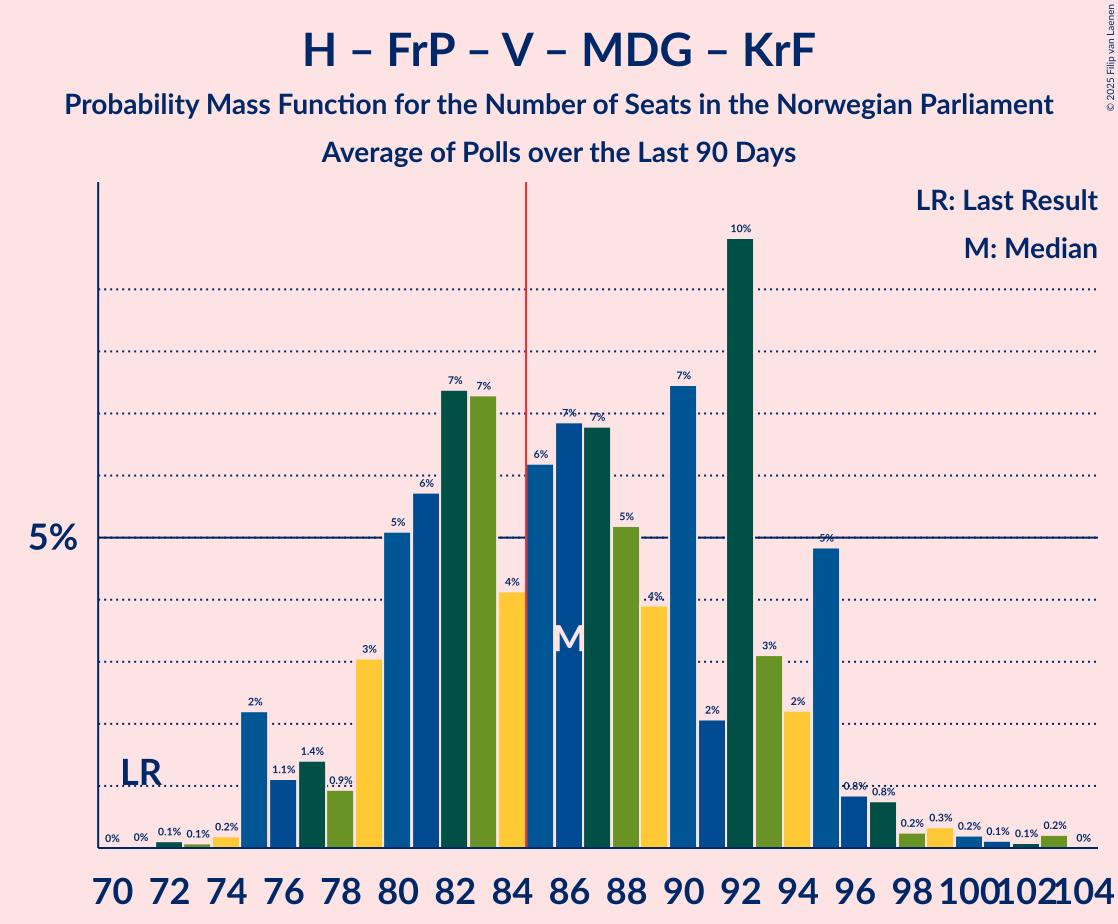 H – FrP – V – MDG – KrF
Probability Mass Function for the Number of Seats in the Norwegian Parliament
Average of Polls over the Last 90 Days
© 2025 Filip van Laenen
LR: Last Result
M: Median
5%
LR
M
0% 0% 0.1% 0.1% 0.2% 2% 1.1% 1.4% 0.9% 3% 5% 6% 7% 7% 4% 6% 7% 7% 5% 4% 7% 2% 10% 3% 2% 5% 0.8% 0.8% 0.2% 0.3% 0.2% 0.1% 0.1% 0.2% 0%
70 72 74 76 78 80 82 84 86 88 90 92 94 96 98 100 102 104